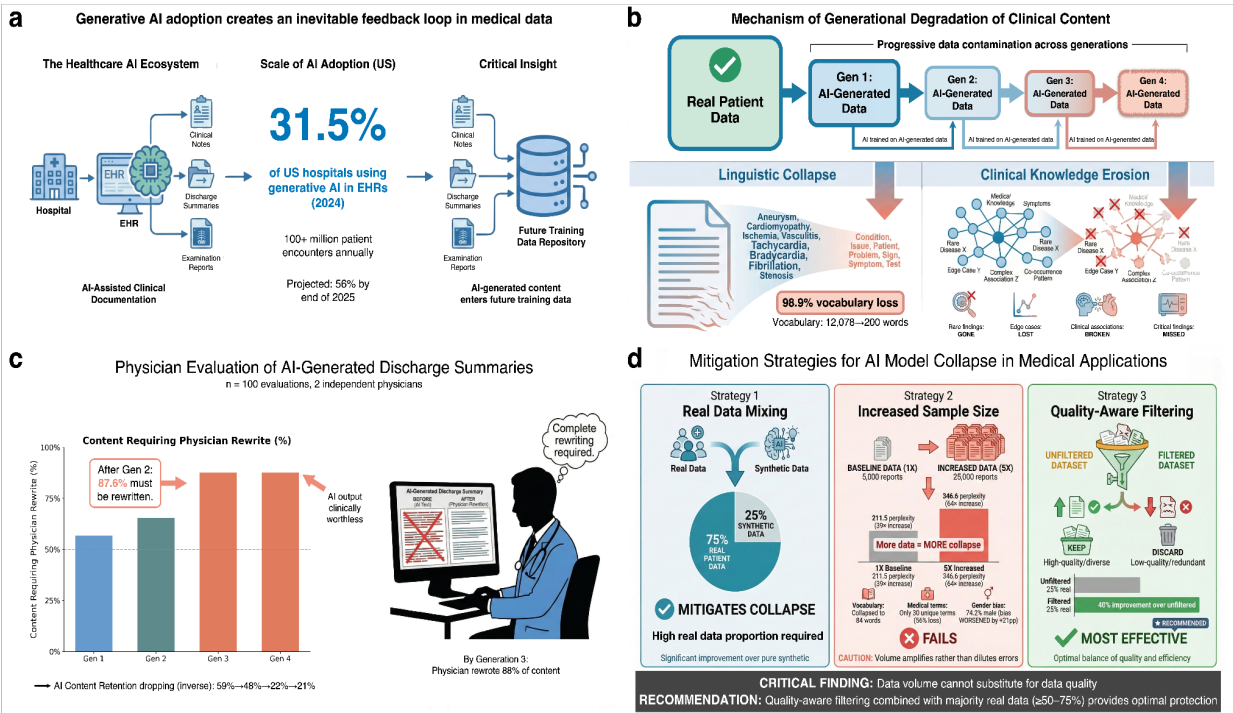 a
Generative AI adoption creates an inevitable feedback loop in medical data
The Healthcare AI Ecosystem
Hospital
EHR
EHR
Clinical
Notes
Discharge
Summaries
Examination
Reports
AI-Assisted Clinical
Documentation
Scale of AI Adoption (US)
31.5%
of US hospitals using
generative AI in EHRs
(2024)
100+ million patient
encounters annually
Projected: 56% by
end of 2025
Critical Insight
Clinical
Notes
Discharge
Summaries
Examination
Reports
Future Training
Data Repository
AI-generated content
enters future training data
b
Mechanism of Generational Degradation of Clinical Content
Progressive data contamination across generations
Real Patient
Data
Gen 1:
AI-Generated
Data
Gen 2:
AI-Generated
Data
Gen 3:
AI-Generated
Data
Gen 4:
AI-Generated
Data
AI trained on AI-generated data
AI trained on AI-generated data
AI trained on AI-generated data
Linguistic Collapse
Aneurysm,
Cardiomyopathy,
Ischemia, Vasculitis,
Tachycardia,
Bradycardia,
Fibrillation,
Stenosis
Condition,
Issue, Patient,
Problem, Sign,
Symptom, Test
98.9% vocabulary loss
Vocabulary: 12,078→200 words
Clinical Knowledge Erosion
Medical
Knowledge
Symptoms
Rare
Disease X
Rare
Disease X
Edge Case Y
Complex
Association Z
Co-occurrence
Pattern
Medical
Knowledge
Rare
Disease X
Rare
Disease X
Edge Case Y
Complex
Association Z
Co-occurrence
Pattern
Rare findings:
GONE
Edge cases:
LOST
Clinical associations:
BROKEN
Critical findings:
MISSED
c
Physician Evaluation of AI-Generated Discharge Summaries
n = 100 evaluations, 2 independent physicians
Content Requiring Physician Rewrite (%)
Content Requiring Physician Rewrite (%)
100%
75%
50%
25%
0%
After Gen 2:
87.6% must
be rewritten.
AI output
clinically
worthless
Gen 1
Gen 2
Gen 3
Gen 4
→ AI Content Retention dropping (inverse): 59%→48%→22%→21%
Complete
rewriting
required.
AI-Generated Discharge Summary
BEFORE
(AI Text)
AFTER
(Physician Rewrite)
By Generation 3:
Physician rewrote 88% of content
d
Mitigation Strategies for AI Model Collapse in Medical Applications
Strategy 1
Real Data Mixing
Real Data
AI
Synthetic Data
25%
SYNTHETIC
DATA
75%
REAL
PATIENT
DATA
MITIGATES COLLAPSE
High real data proportion required
Significant improvement over pure synthetic
Strategy 2
Increased Sample Size
BASELINE DATA (1X)
5,000 reports
INCREASED DATA (5X)
25,000 reports
346.6 perplexity
(64× increase)
211.5 perplexity
(39× increase)
More data = MORE collapse
1X Baseline
211.5 perplexity
(39× increase)
5X Increased
346.6 perplexity
(64× increase)
Vocabulary:
Collapsed to
84 words
Medical terms:
Only 30 unique terms
(56% loss)
Gender bias:
74.2% male (bias
WORSENED by +21pp)
FAILS
CAUTION: Volume amplifies rather than dilutes errors
Strategy 3
Quality-Aware Filtering
UNFILTERED
DATASET
FILTERED
DATASET
KEEP
High-quality/diverse
DISCARD
Low-quality/redundant
Unfiltered
25% real
Filtered
25% real
40% improvement over unfiltered
★ RECOMMENDED
MOST EFFECTIVE
Optimal balance of quality and efficiency
CRITICAL FINDING: Data volume cannot substitute for data quality
RECOMMENDATION: Quality-aware filtering combined with majority real data (≥50–75%) provides optimal protection